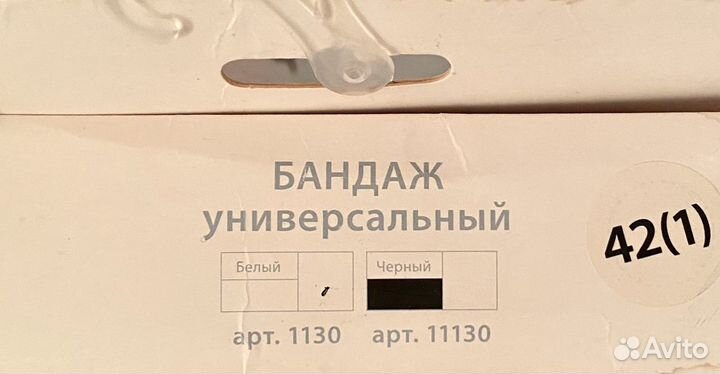 БАНДАЖ
универсальный
Белый
Черный
арт. 1130
арт. 11130
42(1)
Avito